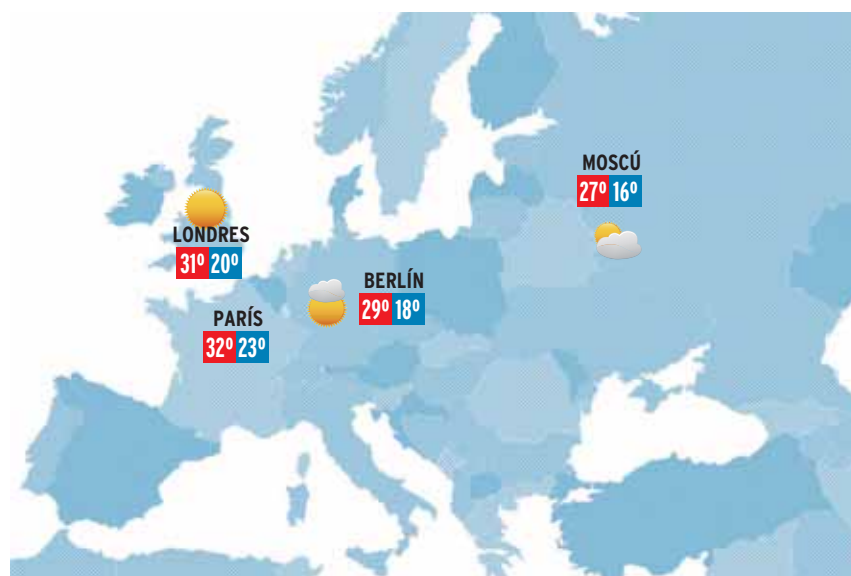 MOSCÚ
27º 16º
LONDRES
31º 20º
BERLÍN
29º 18º
PARÍS
32º 23º